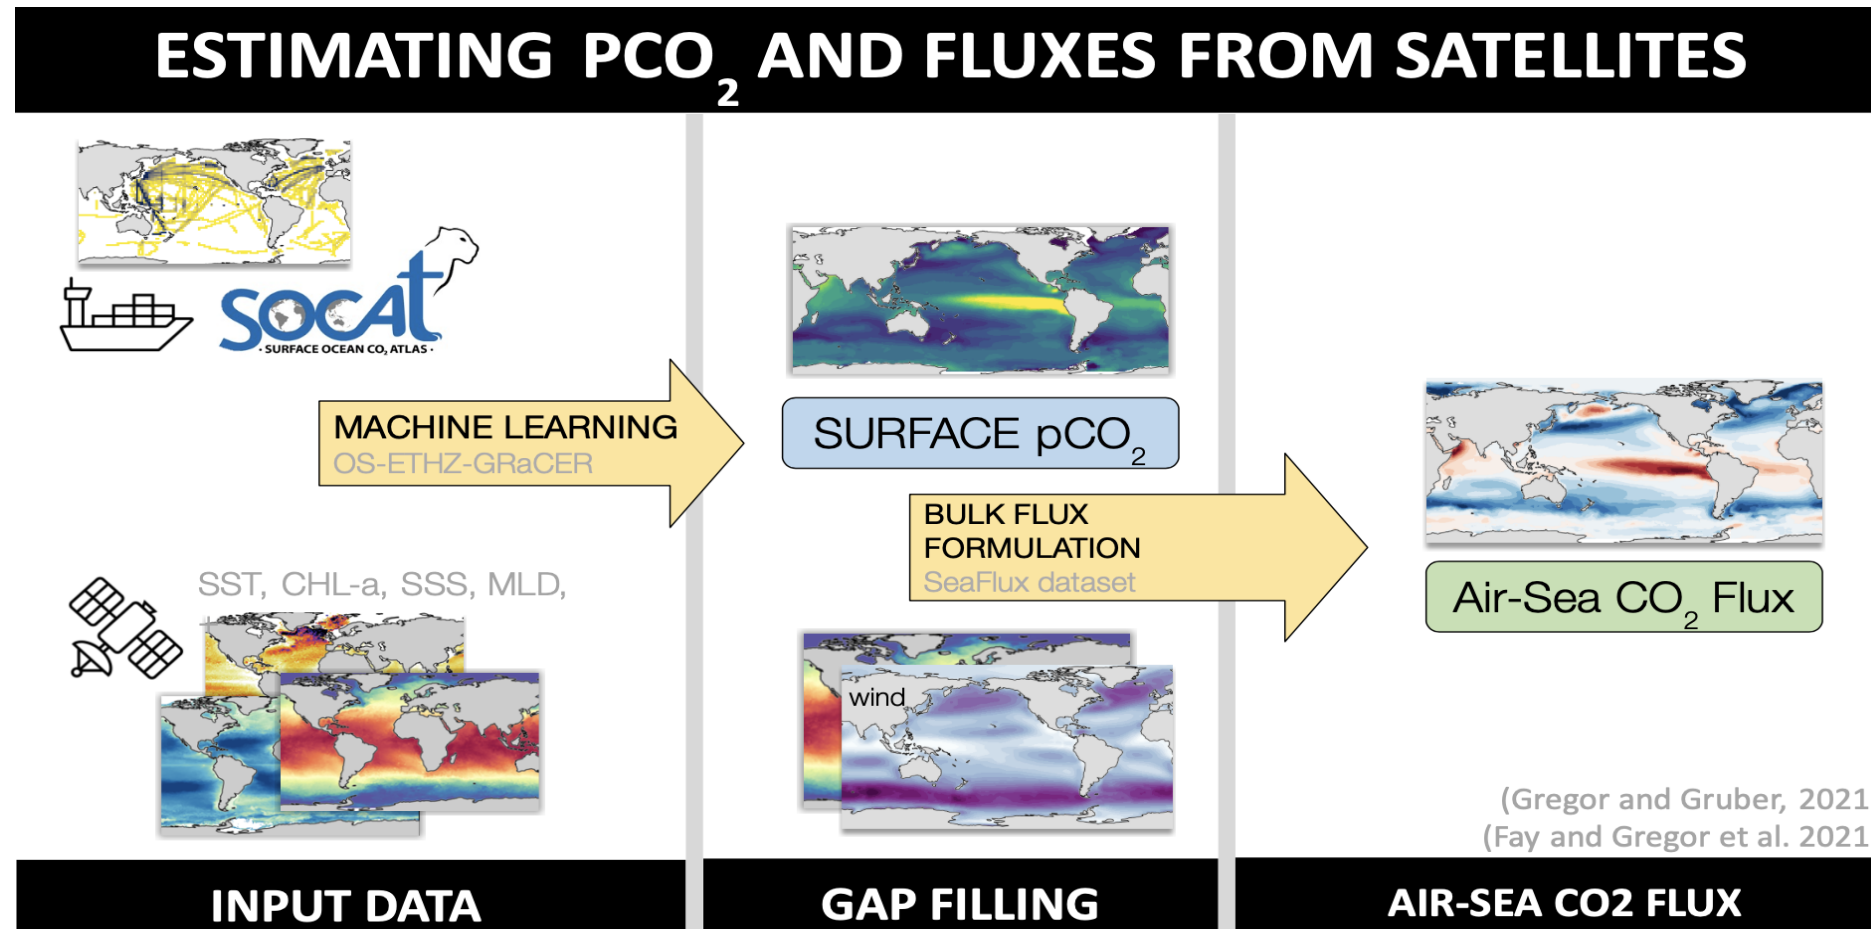 ESTIMATING PCO₂ AND FLUXES FROM SATELLITES
SOCAt
· SURFACE OCEAN CO₂ ATLAS ·
MACHINE LEARNING
OS-ETHZ-GRaCER
SST, CHL-a, SSS, MLD,
INPUT DATA
SURFACE pCO₂
BULK FLUX
FORMULATION
SeaFlux dataset
wind
GAP FILLING
Air-Sea CO₂ Flux
(Gregor and Gruber, 2021
(Fay and Gregor et al. 2021
AIR-SEA CO2 FLUX